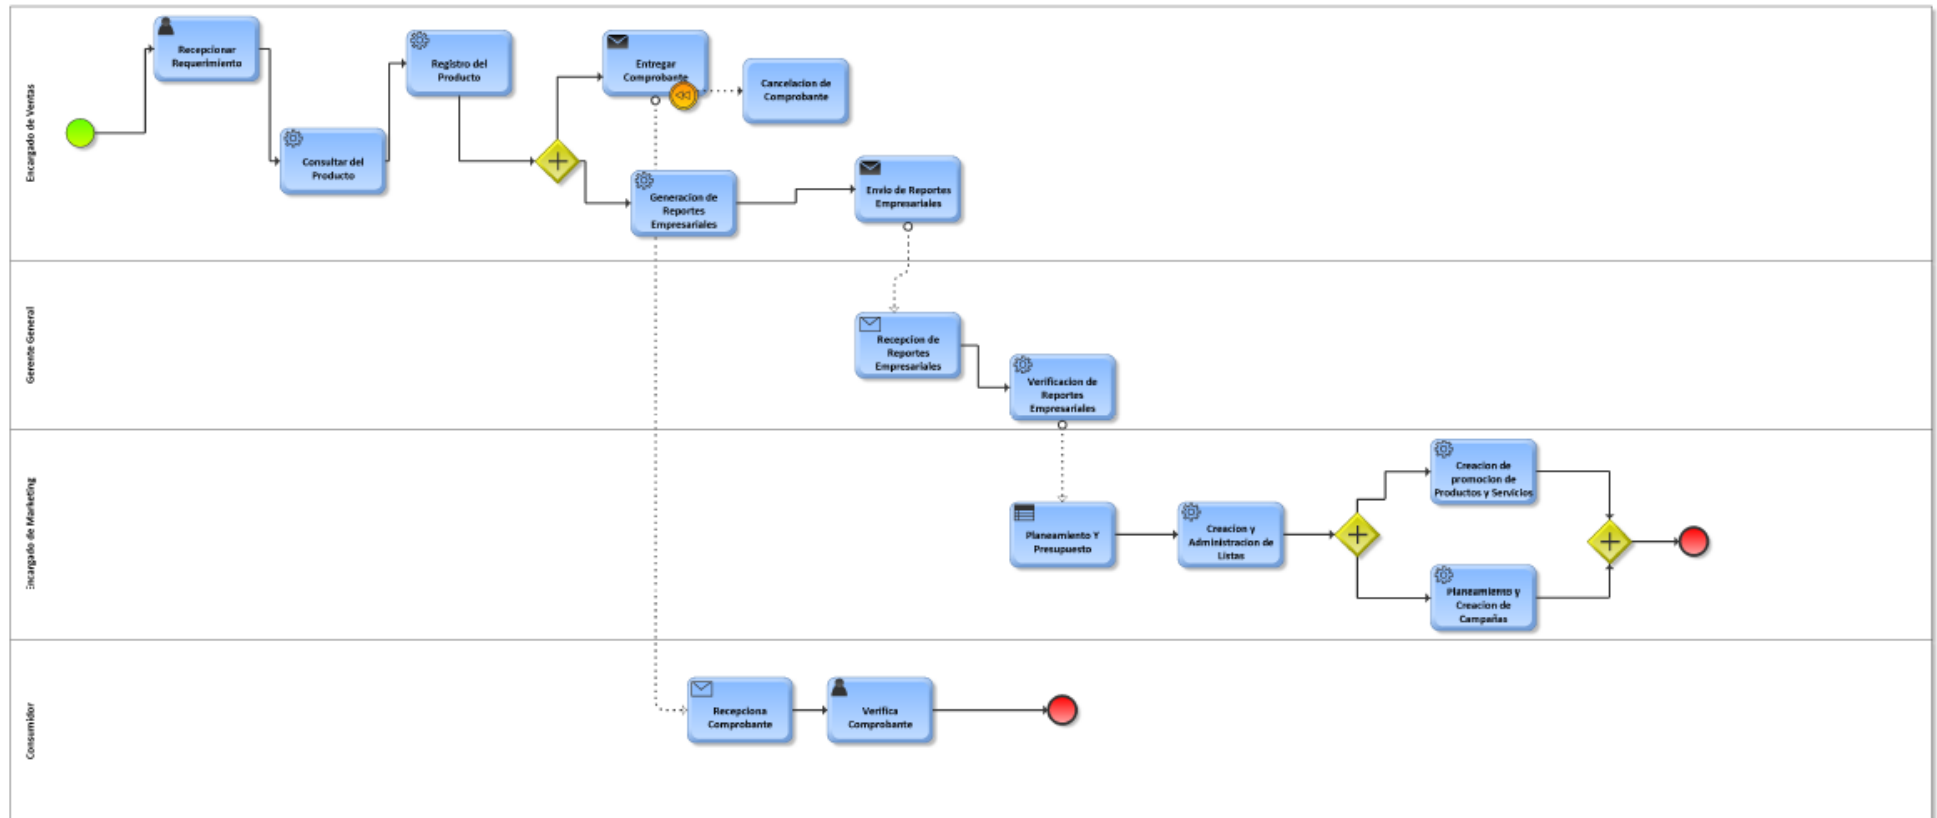 Encargado de Ventas
Recepcionar
Requerimiento
Consultar del
Producto
Registro del
Producto
Entregar
Comprobante
Cancelacion de
Comprobante
Generacion de
Reportes
Empresariales
Envio de Reportes
Empresariales
Gerente General
Recepcion de
Reportes
Empresariales
Verificacion de
Reportes
Empresariales
Encargado de Marketing
Planeamiento Y
Presupuesto
Creacion y
Administracion de
Listas
Creacion de
promocion de
Productos y Servicios
Planeamiento y
Creacion de
Campañas
Consumidor
Recepciona
Comprobante
Verifica
Comprobante